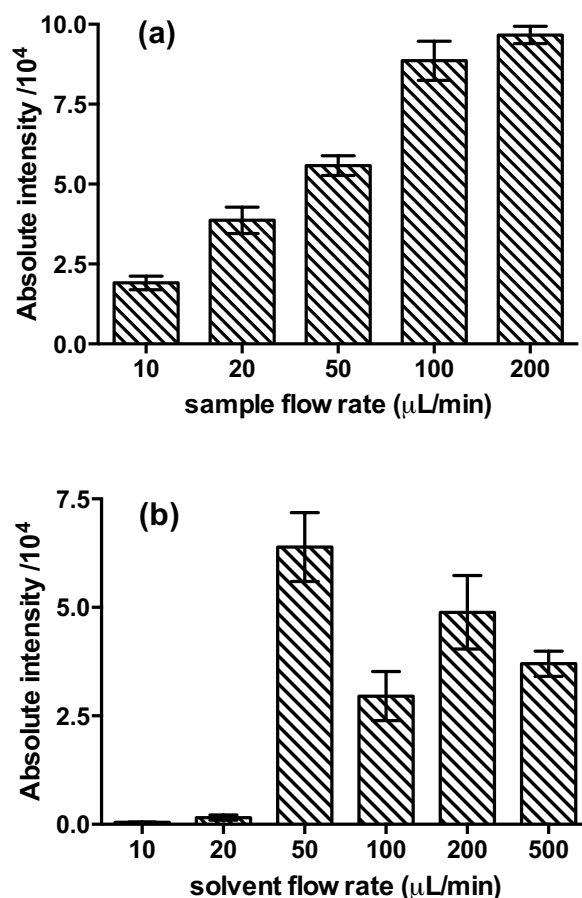 (a)
Absolute intensity /10⁴
10.0
7.5
5.0
2.5
0.0
10 20 50 100 200
sample flow rate (μL/min)
(b)
Absolute intensity /10⁴
7.5
5.0
2.5
0.0
10 20 50 100 200 500
solvent flow rate (μL/min)